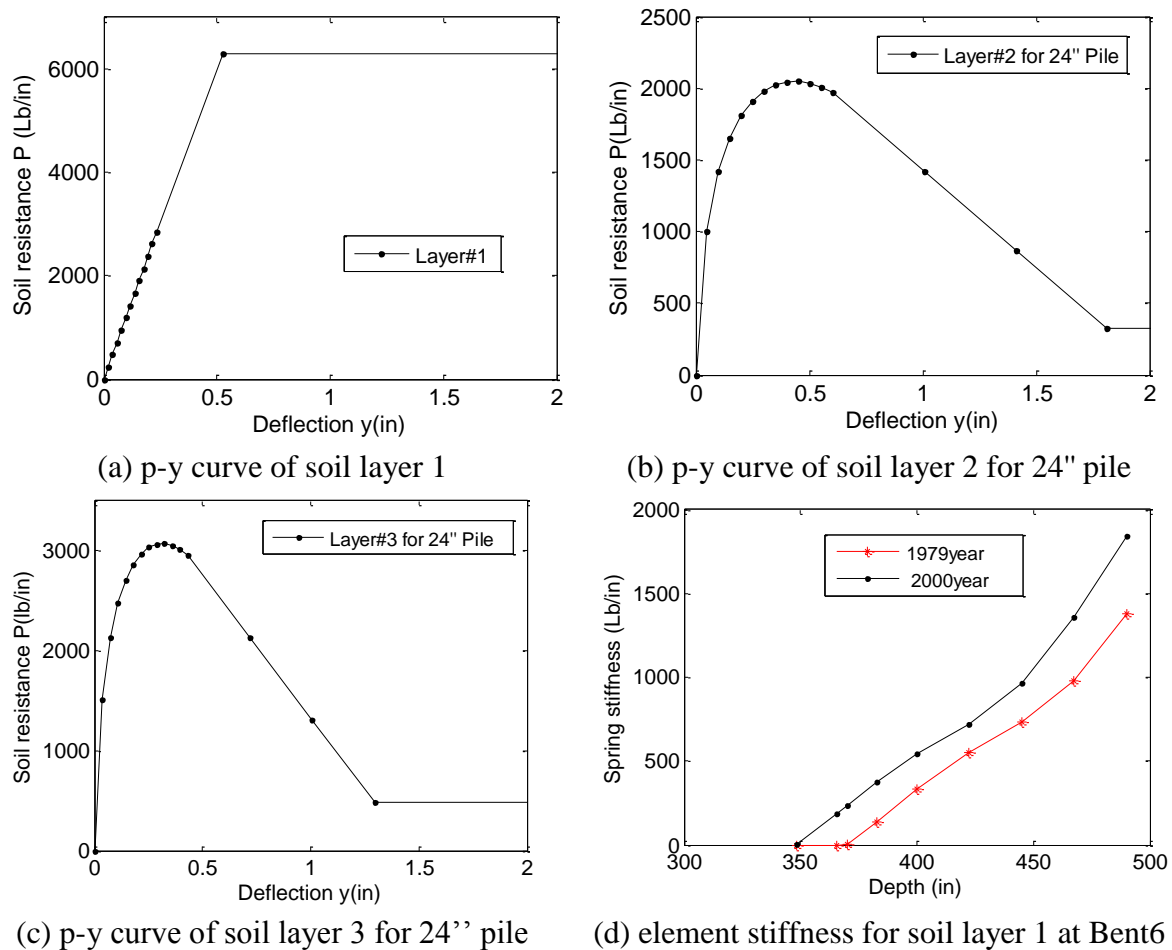 6000
4000
2000
0
0 0.5 1 1.5 2
Soil resistance P (Lb/in)
Deflection y(in)
Layer#1
(a) p-y curve of soil layer 1
2500
2000
1500
1000
500
0
0 0.5 1 1.5 2
Soil resistance P(Lb/in)
Deflection y(in)
Layer#2 for 24" Pile
(b) p-y curve of soil layer 2 for 24" pile
3000
2000
1000
0
0 0.5 1 1.5 2
Soil resistance P(lb/in)
Deflection y(in)
Layer#3 for 24" Pile
(c) p-y curve of soil layer 3 for 24’’ pile
2000
1500
1000
500
0
300 350 400 450 500
Spring stiffness (Lb/in)
Depth (in)
1979year
2000year
(d) element stiffness for soil layer 1 at Bent6